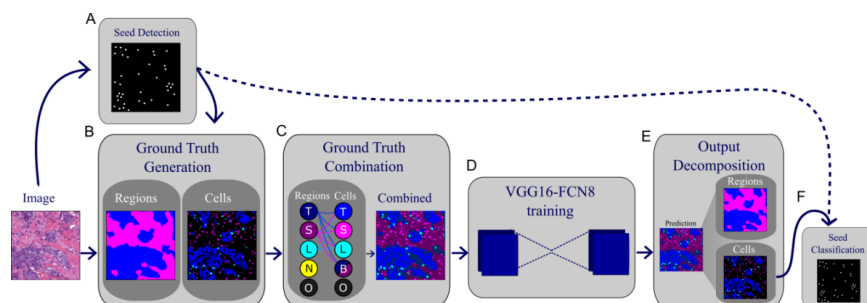 A
Seed Detection
B
Ground Truth
Generation
Regions
Cells
C
Ground Truth
Combination
Regions Cells Combined
T T
S S
L L
N B
O O
D
VGG16-FCN8
training
E
Output
Decomposition
Regions
Prediction
Cells
F
Seed
Classification
Image